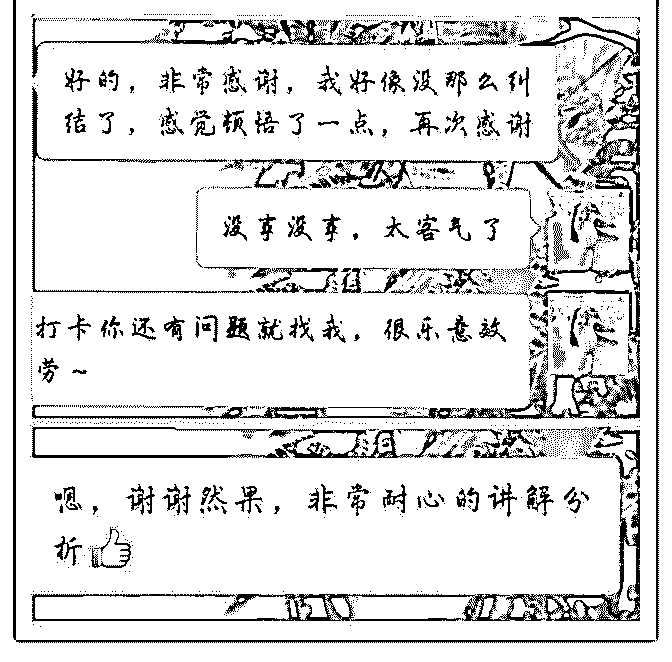 好的，非常感谢，我好像没那么纠
结了，感觉顿悟了一点，再次感谢
没事没事，太客气了
打卡你还有问题就找我，很乐意效
劳~
嗯，谢谢然果，非常耐心的讲解分
析👍